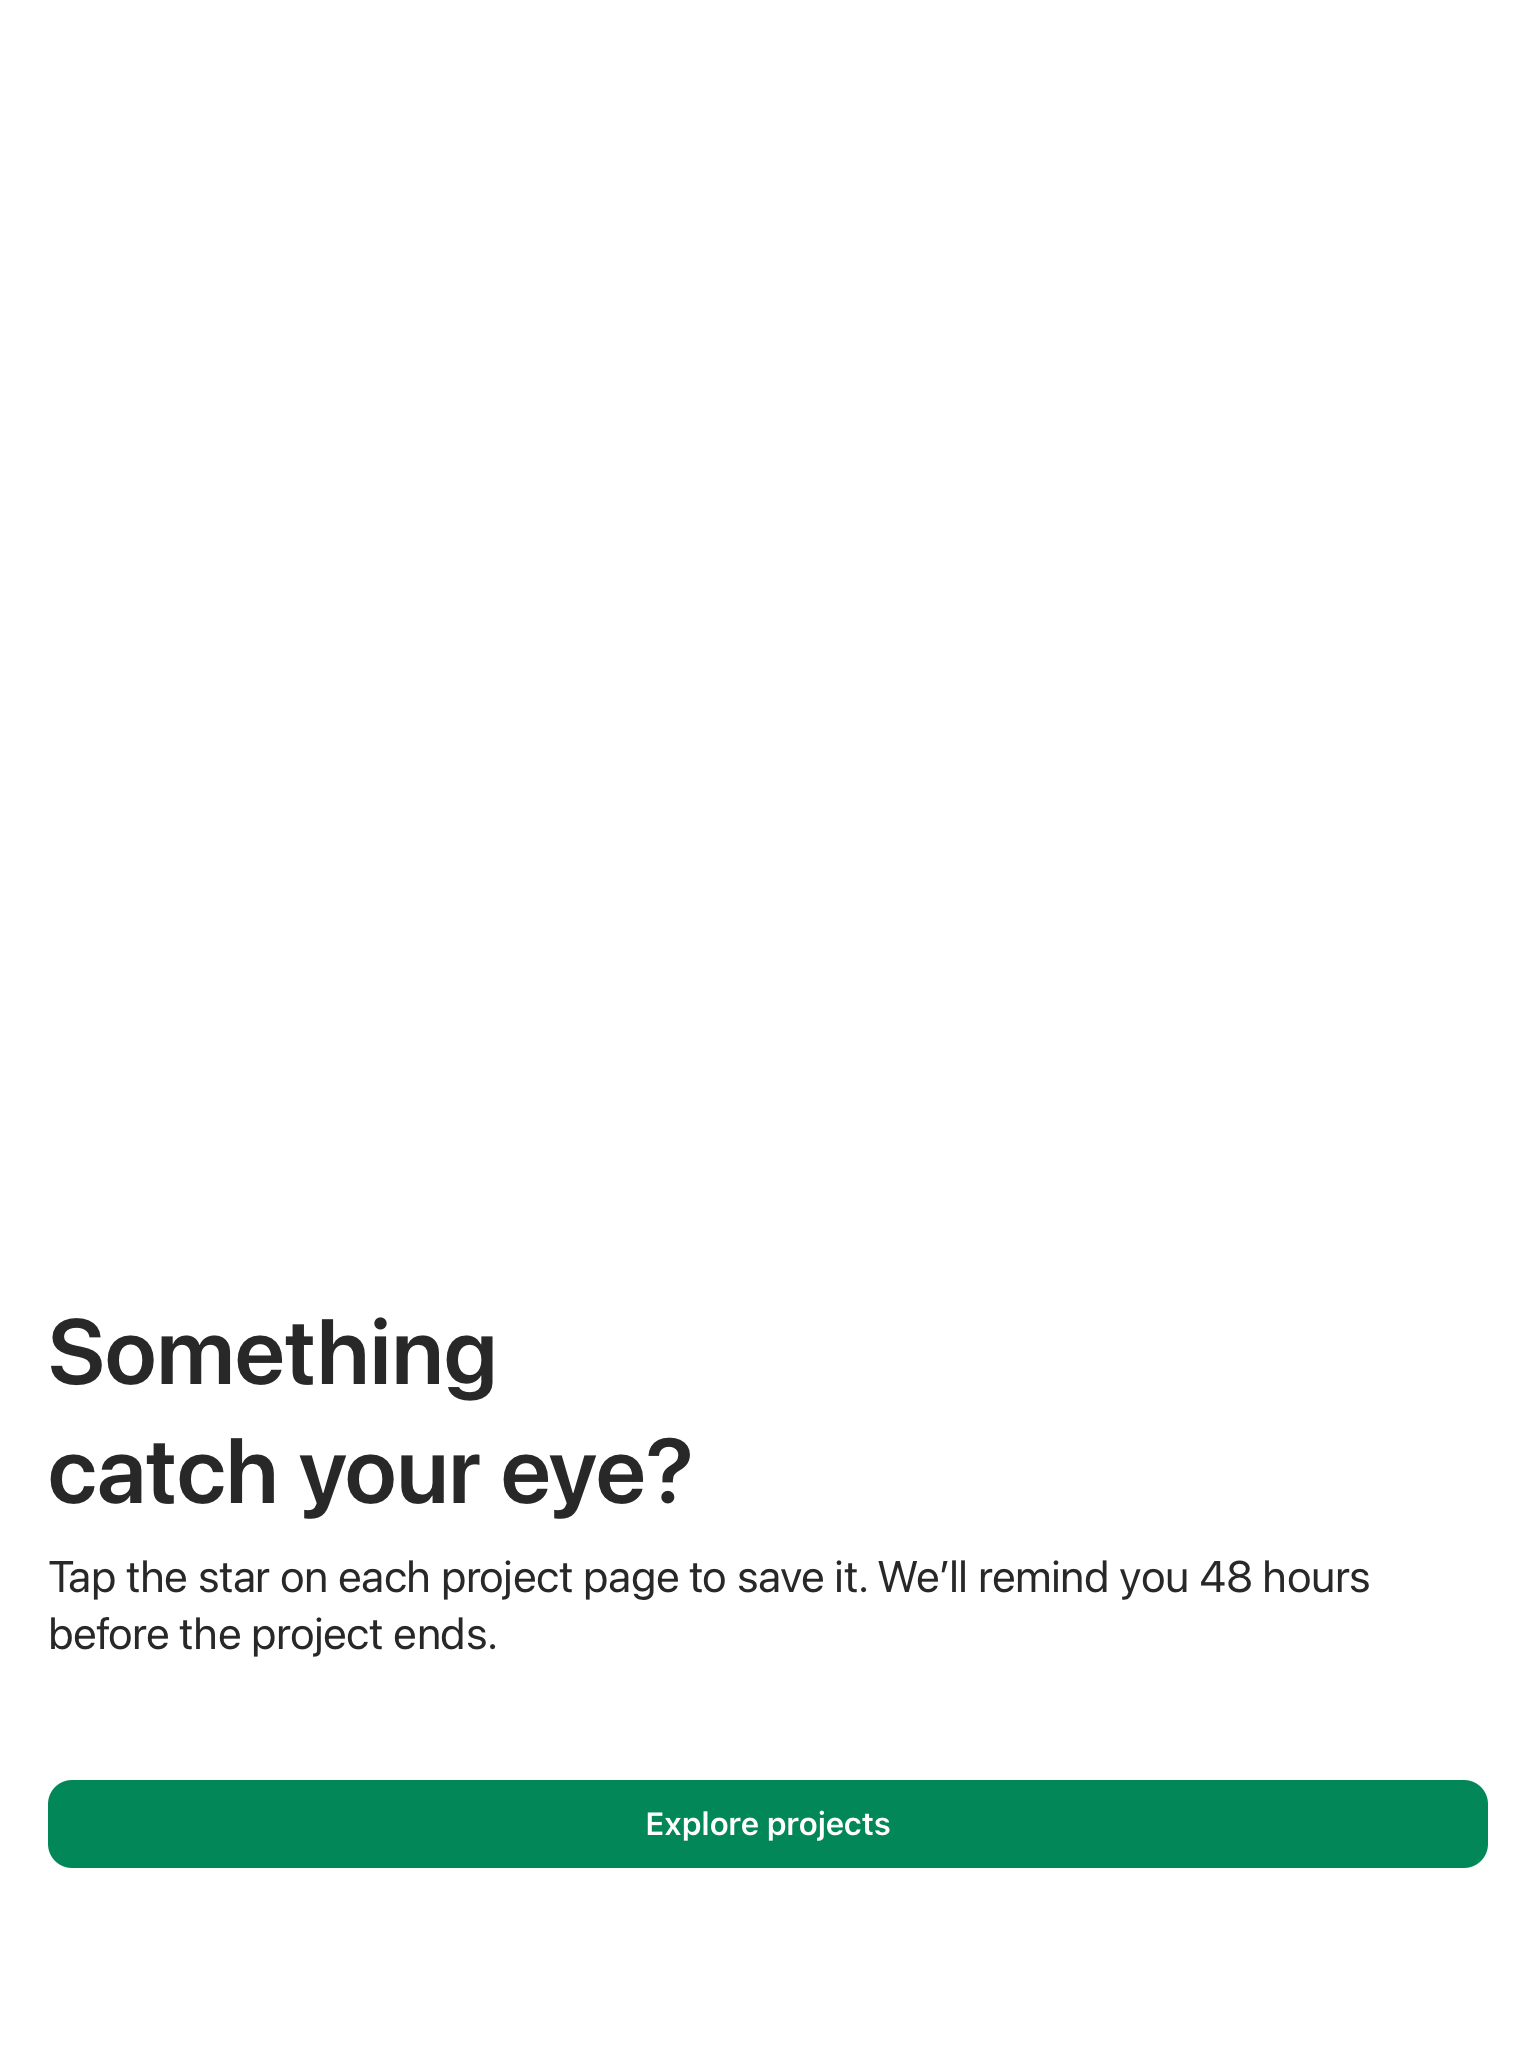 Something
catch your eye?
Tap the star on each project page to save it. We’ll remind you 48 hours
before the project ends.
Explore projects